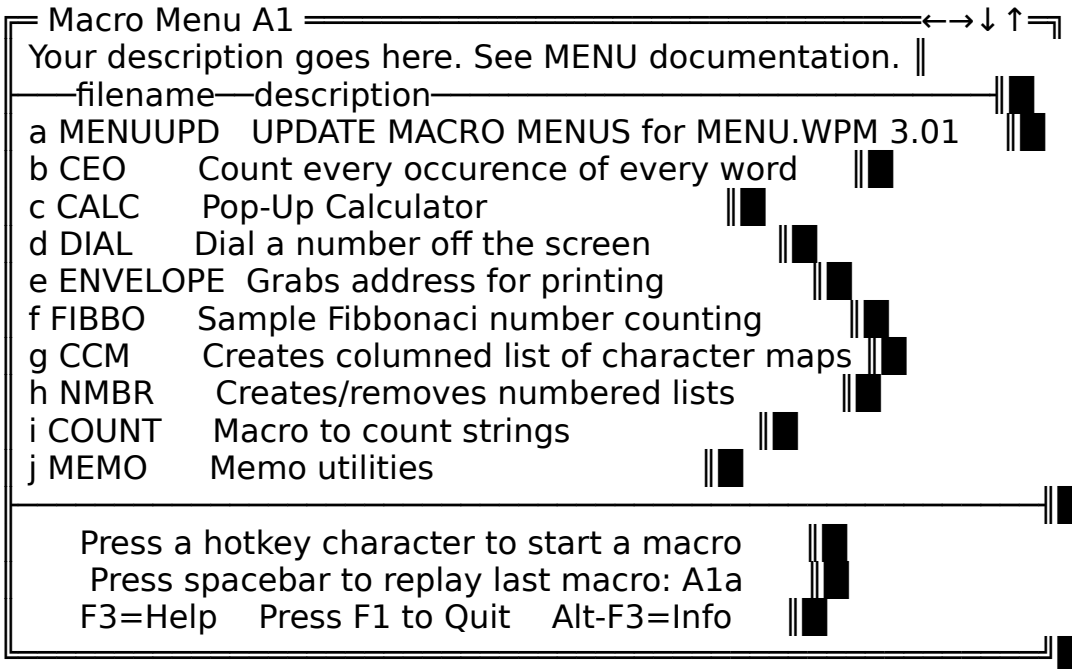 Macro Menu A1 ←→↓↑
Your description goes here. See MENU documentation.
filename description
a MENUUPD UPDATE MACRO MENUS for MENU.WPM 3.01
b CEO Count every occurence of every word
c CALC Pop-Up Calculator
d DIAL Dial a number off the screen
e ENVELOPE Grabs address for printing
f FIBBO Sample Fibbonaci number counting
g CCM Creates columned list of character maps
h NMBR Creates/removes numbered lists
i COUNT Macro to count strings
j MEMO Memo utilities
Press a hotkey character to start a macro
Press spacebar to replay last macro: A1a
F3=Help Press F1 to Quit Alt-F3=Info